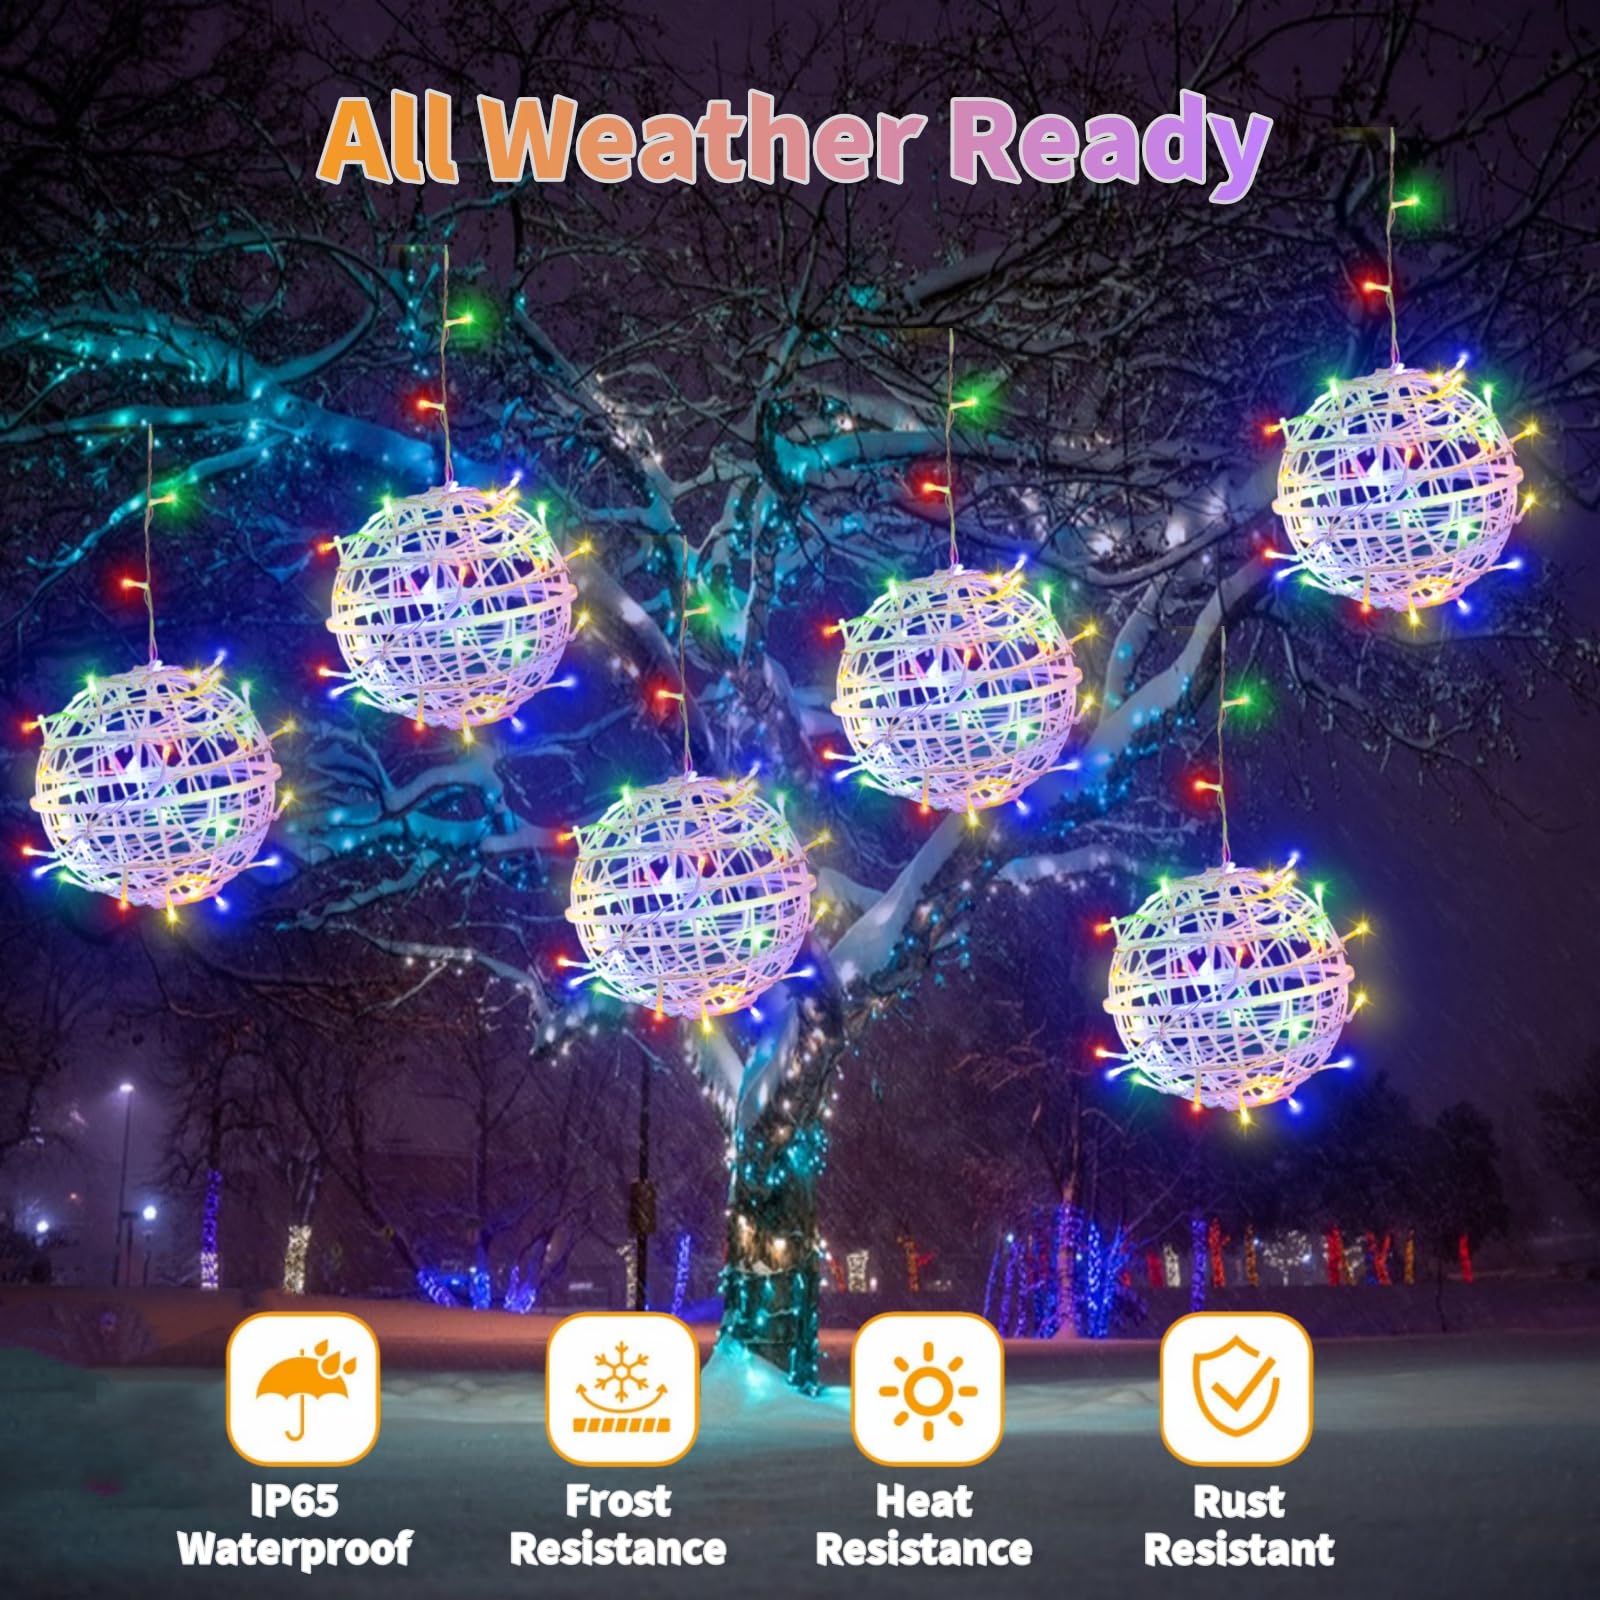 All Weather Ready
IP65
Waterproof
Frost
Resistance
Heat
Resistance
Rust
Resistant